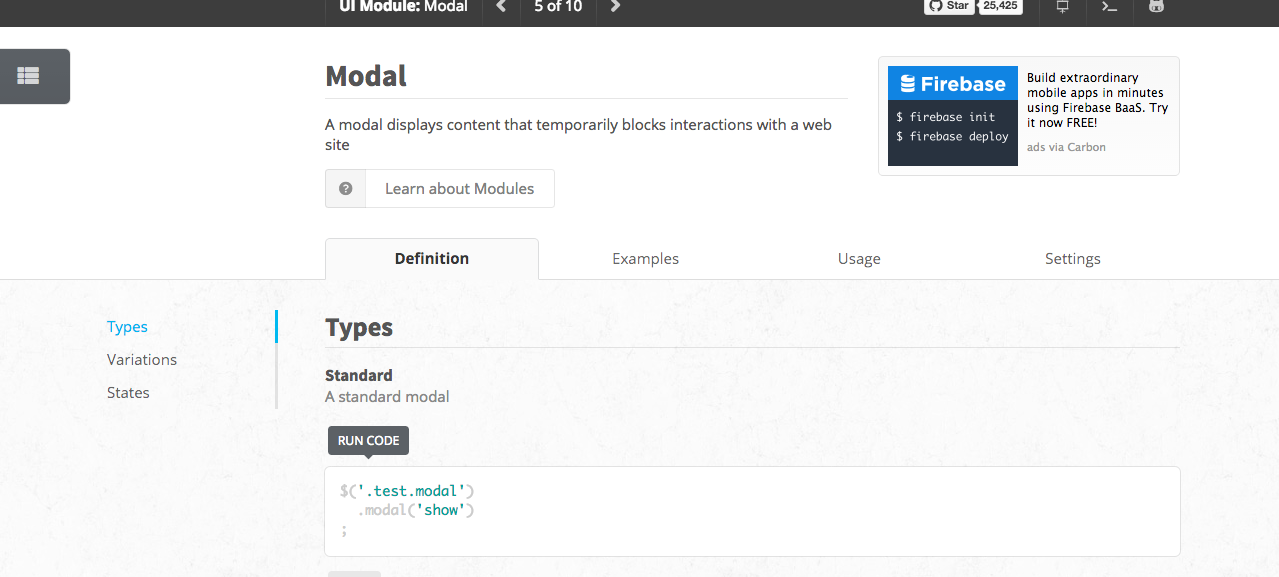 UI Module: Modal
5 of 10
Star
25,425
Modal
A modal displays content that temporarily blocks interactions with a web
site
Learn about Modules
Firebase
$ firebase init
$ firebase deploy
Build extraordinary
mobile apps in minutes
using Firebase BaaS. Try
it now FREE!
ads via Carbon
Definition
Examples
Usage
Settings
Types
Variations
States
Types
Standard
A standard modal
RUN CODE
$('.test.modal')
.modal('show')
;